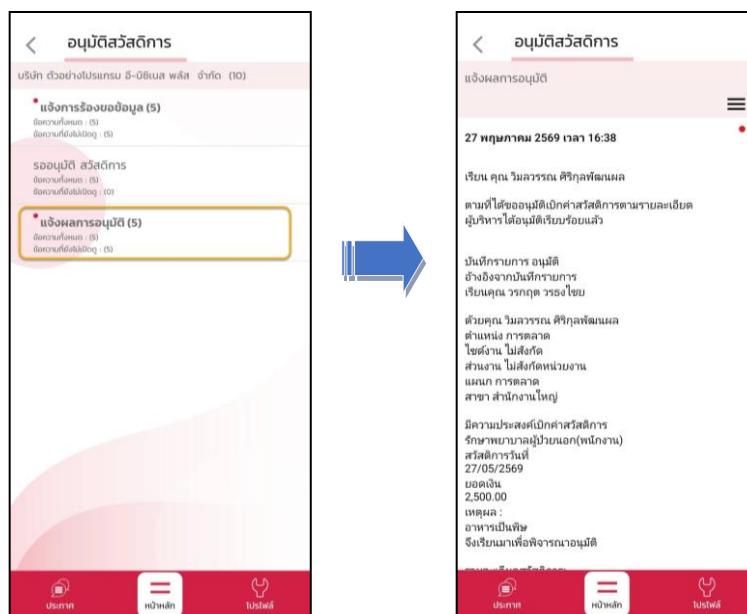 อนุมัติสวัสดิการ
บริษัท ตัวอย่างโปรแกรม อี-บิซิเนส พลัส จำกัด (10)
แจ้งการร้องขอข้อมูล (5)
ข้อความทั้งหมด : (5)
ข้อความที่ยังไม่เปิดดู : (5)
รออนุมัติ สวัสดิการ
ข้อความทั้งหมด : (5)
ข้อความที่ยังไม่เปิดดู : (0)
แจ้งผลการอนุมัติ (5)
ข้อความทั้งหมด : (5)
ข้อความที่ยังไม่เปิดดู : (5)
ประกาศ
หน้าหลัก
โปรไฟล์
อนุมัติสวัสดิการ
แจ้งผลการอนุมัติ
27 พฤษภาคม 2569 เวลา 16:38
เรียน คุณ วิมลวรรณ ศิริกุลพัฒนผล
ตามที่ได้ขออนุมัติเบิกค่าสวัสดิการตามรายละเอียด
ผู้บริหารได้อนุมัติเรียบร้อยแล้ว
บันทึกรายการ อนุมัติ
อ้างอิงจากบันทึกรายการ
เรียนคุณ วรกฤต วรธงไชย
ด้วยคุณ วิมลวรรณ ศิริกุลพัฒนผล
ตำแหน่ง การตลาด
ไซต์งาน ไม่สังกัด
ส่วนงาน ไม่สังกัดหน่วยงาน
แผนก การตลาด
สาขา สำนักงานใหญ่
มีความประสงค์เบิกค่าสวัสดิการ
รักษาพยาบาลผู้ป่วยนอก(พนักงาน)
สวัสดิการวันที่
27/05/2569
ยอดเงิน
2,500.00
เหตุผล :
อาหารเป็นพิษ
จึงเรียนมาเพื่อพิจารณาอนุมัติ
ประกาศ
หน้าหลัก
โปรไฟล์